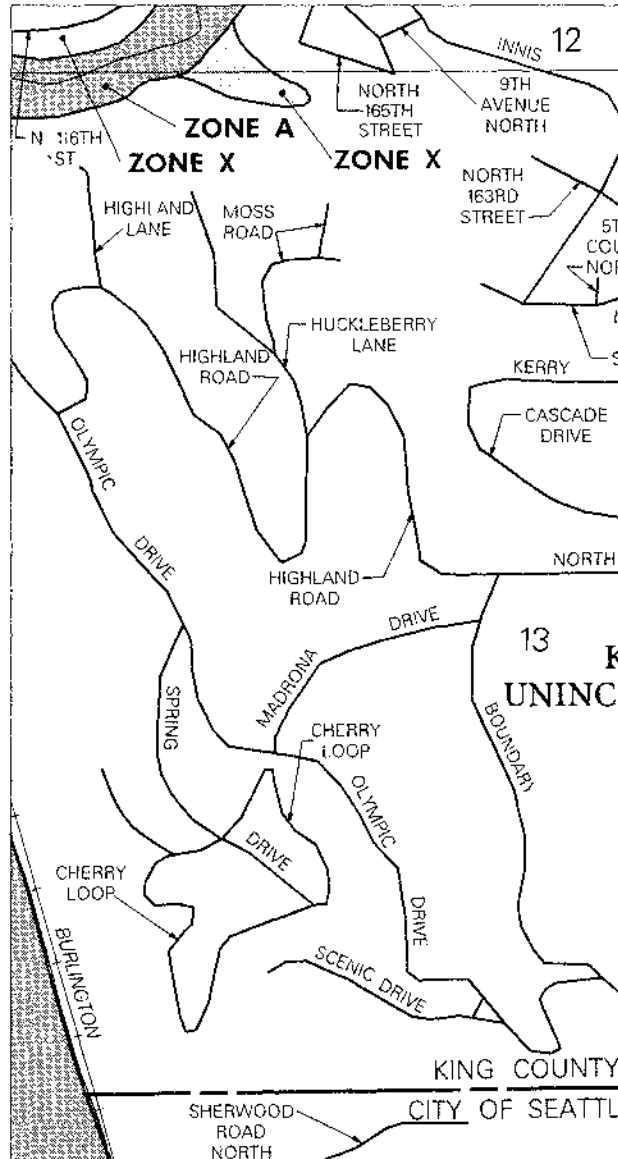 12
INNIS
NORTH
165TH
STREET
9TH
AVENUE
NORTH
ZONE A
ZONE X
ZONE X
ST
NORTH
163RD
STREET
HIGHLAND
LANE
MOSS
ROAD
HUCKLEBERRY
LANE
HIGHLAND
ROAD
KERRY
CASCADE
DRIVE
OLYMPIC
DRIVE
HIGHLAND
ROAD
NORTH
MADRONA
DRIVE
13
K
UNINC
SPRING
DRIVE
BOUNDARY
CHERRY
LOOP
OLYMPIC
DRIVE
CHERRY
LOOP
BURLINGTON
SCENIC DRIVE
KING COUNTY
CITY OF SEATTL
SHERWOOD
ROAD
NORTH